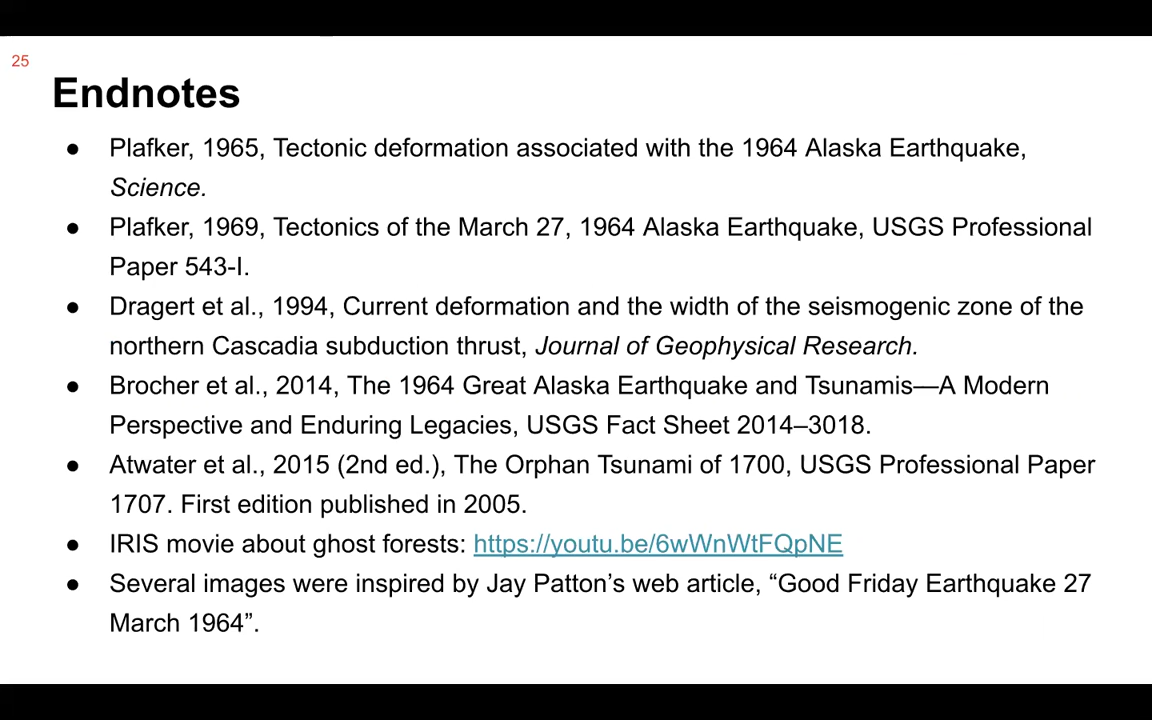 25
Endnotes
● Plafker, 1965, Tectonic deformation associated with the 1964 Alaska Earthquake,
Science.
● Plafker, 1969, Tectonics of the March 27, 1964 Alaska Earthquake, USGS Professional
Paper 543-I.
● Dragert et al., 1994, Current deformation and the width of the seismogenic zone of the
northern Cascadia subduction thrust, Journal of Geophysical Research.
● Brocher et al., 2014, The 1964 Great Alaska Earthquake and Tsunamis—A Modern
Perspective and Enduring Legacies, USGS Fact Sheet 2014–3018.
● Atwater et al., 2015 (2nd ed.), The Orphan Tsunami of 1700, USGS Professional Paper
1707. First edition published in 2005.
● IRIS movie about ghost forests: https://youtu.be/6wWnWtFQpNE
● Several images were inspired by Jay Patton’s web article, “Good Friday Earthquake 27
March 1964”.